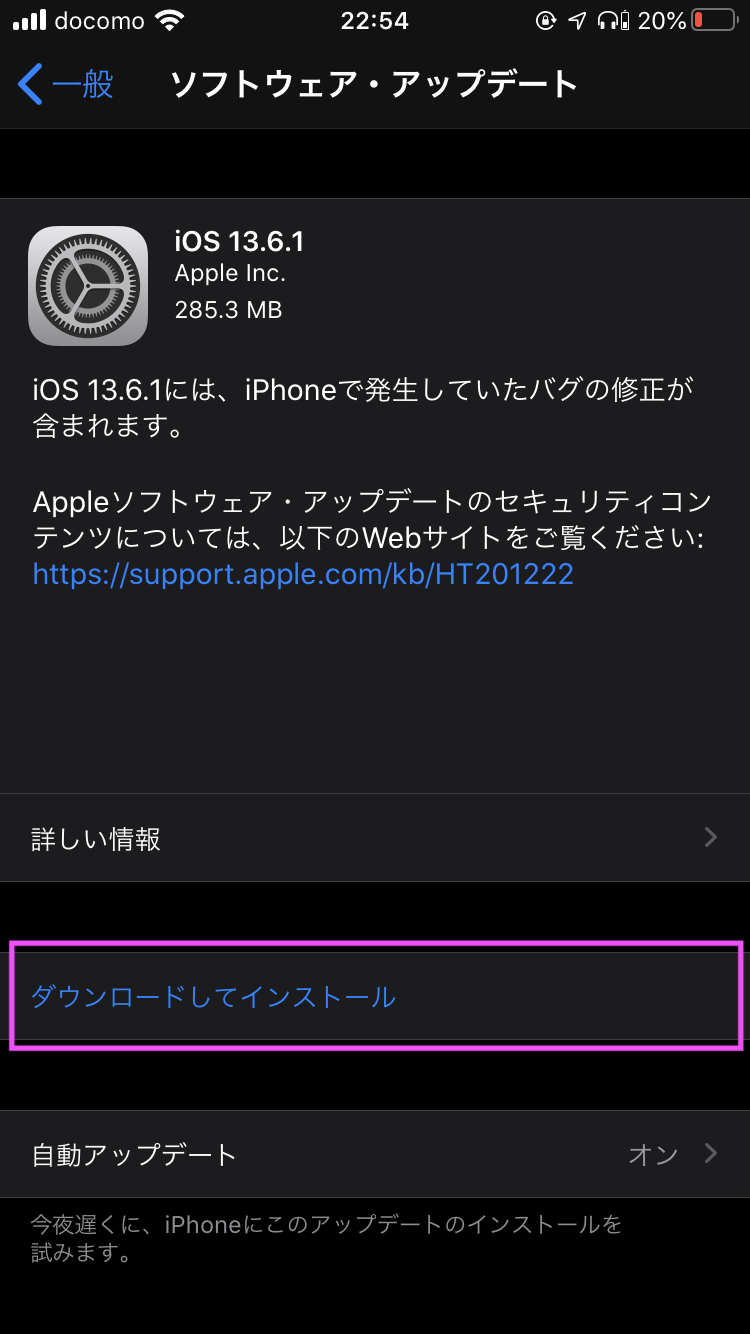 docomo 22:54 20%
一般 ソフトウェア・アップデート
iOS 13.6.1
Apple Inc.
285.3 MB
iOS 13.6.1には、iPhoneで発生していたバグの修正が
含まれます。
Appleソフトウェア・アップデートのセキュリティコン
テンツについては、以下のWebサイトをご覧ください:
https://support.apple.com/kb/HT201222
詳しい情報
ダウンロードしてインストール
自動アップデート オン
今夜遅くに、iPhoneにこのアップデートのインストールを
試みます。